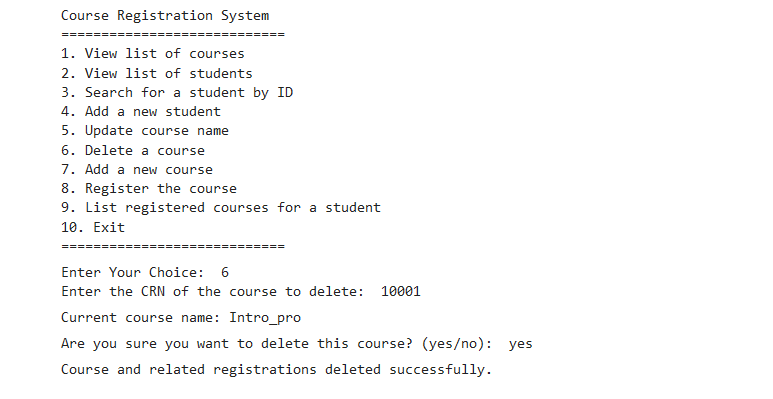 Course Registration System
============================
1. View list of courses
2. View list of students
3. Search for a student by ID
4. Add a new student
5. Update course name
6. Delete a course
7. Add a new course
8. Register the course
9. List registered courses for a student
10. Exit
============================
Enter Your Choice:  6
Enter the CRN of the course to delete:  10001
Current course name: Intro_pro
Are you sure you want to delete this course? (yes/no):  yes
Course and related registrations deleted successfully.